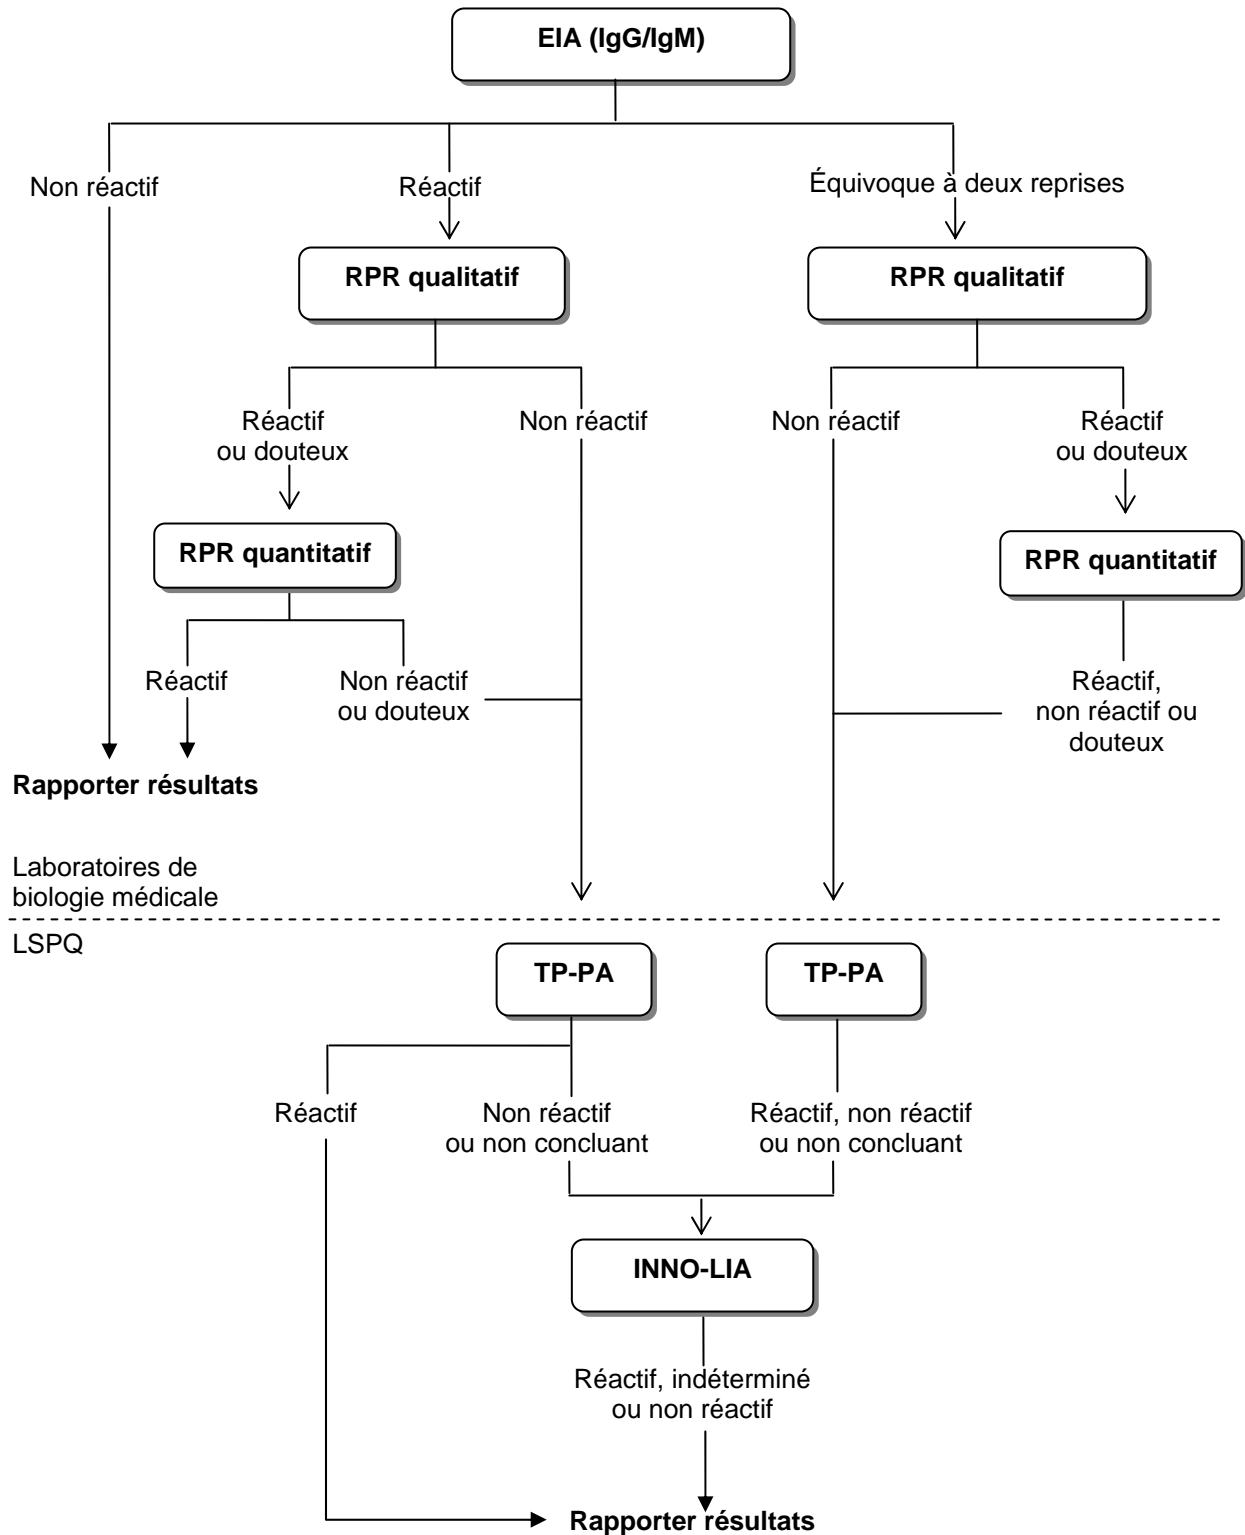 EIA (IgG/IgM)
Non réactif
Réactif
Équivoque à deux reprises
RPR qualitatif
RPR qualitatif
Réactif
ou douteux
Non réactif
Non réactif
Réactif
ou douteux
RPR quantitatif
RPR quantitatif
Réactif
Non réactif
ou douteux
Réactif,
non réactif ou
douteux
Rapporter résultats
Laboratoires de
biologie médicale
LSPQ
TP-PA
TP-PA
Réactif
Non réactif
ou non concluant
Réactif, non réactif
ou non concluant
INNO-LIA
Réactif, indéterminé
ou non réactif
Rapporter résultats